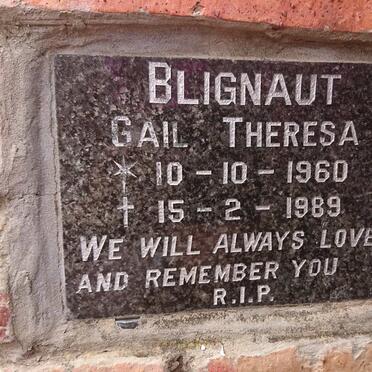 BLIGNAUT
GAIL THERESA
* 10-10-1960
† 15-2-1989
WE WILL ALWAYS LOVE
AND REMEMBER YOU
R.I.P.